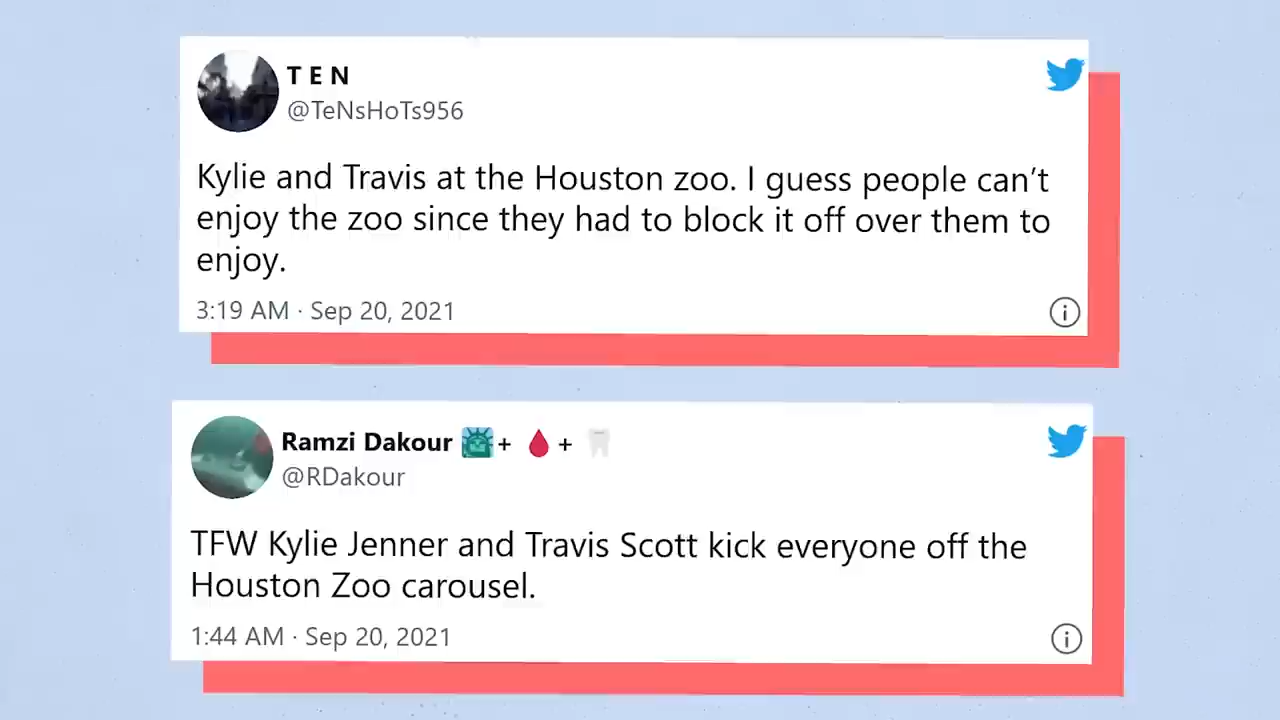 T E N
@TeNsHoTs956
Kylie and Travis at the Houston zoo. I guess people can't
enjoy the zoo since they had to block it off over them to
enjoy.
3:19 AM · Sep 20, 2021
Ramzi Dakour 🗽+ 🩸+ 🦷
@RDakour
TFW Kylie Jenner and Travis Scott kick everyone off the
Houston Zoo carousel.
1:44 AM · Sep 20, 2021